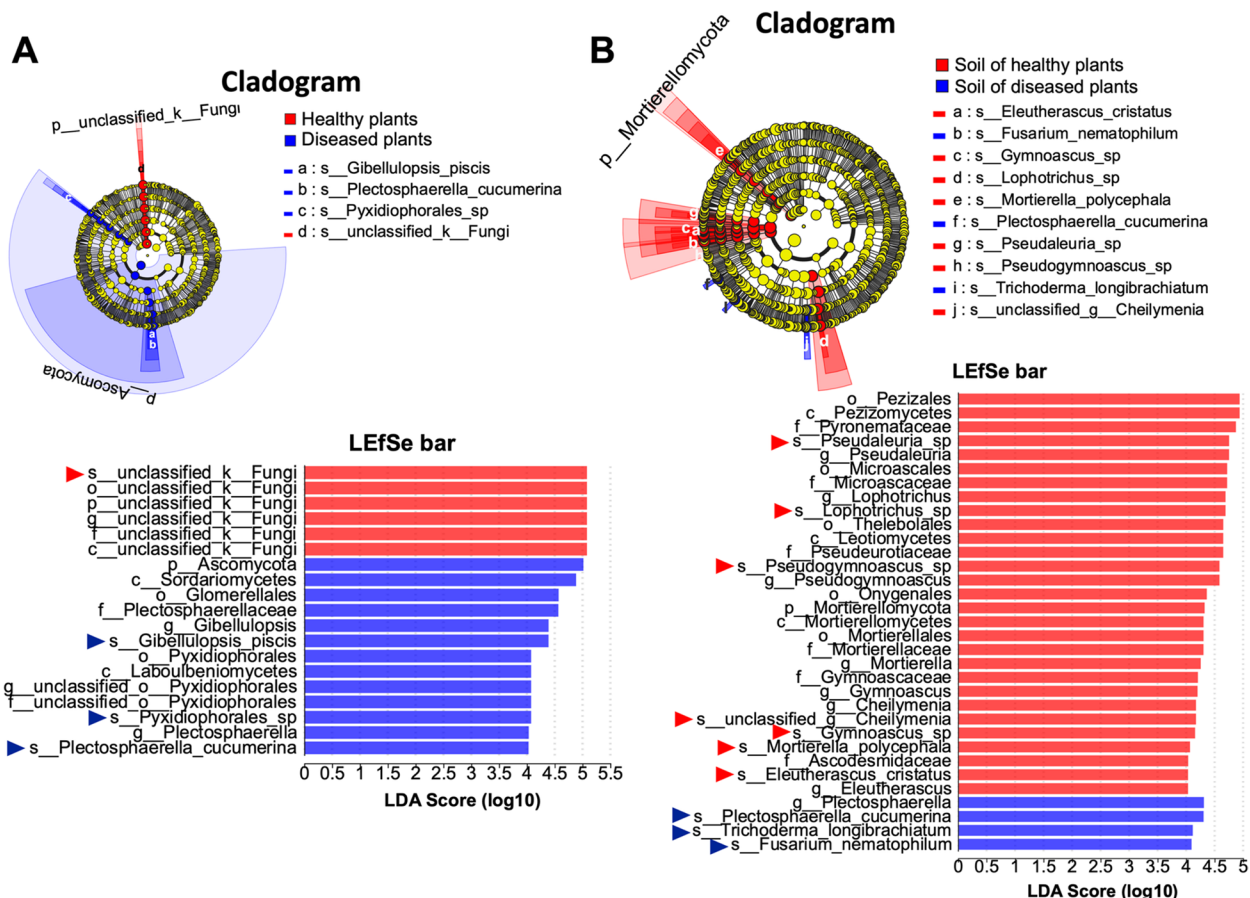 A
Cladogram
p__unclassified_k__Fungi
Healthy plants
Diseased plants
a : s__Gibellulopsis_piscis
b : s__Plectosphaerella_cucumerina
c : s__Pyxidiophorales_sp
d : s__unclassified_k__Fungi
d
c
a
b
p__Ascomycota
LEfSe bar
s__unclassified_k__Fungi
o__unclassified_k__Fungi
p__unclassified_k__Fungi
g__unclassified_k__Fungi
f__unclassified_k__Fungi
c__unclassified_k__Fungi
p__Ascomycota
c__Sordariomycetes
o__Glomerellales
f__Plectosphaerellaceae
g__Gibellulopsis
s__Gibellulopsis_piscis
o__Pyxidiophorales
c__Laboulbeniomycetes
g__unclassified_o__Pyxidiophorales
f__unclassified_o__Pyxidiophorales
s__Pyxidiophorales_sp
g__Plectosphaerella
s__Plectosphaerella_cucumerina
0 0.5 1 1.5 2 2.5 3 3.5 4 4.5 5 5.5
LDA Score (log10)
B
Cladogram
p__Mortierellomycota
Soil of healthy plants
Soil of diseased plants
a : s__Eleutherascus_cristatus
b : s__Fusarium_nematophilum
c : s__Gymnoascus_sp
d : s__Lophotrichus_sp
e : s__Mortierella_polycephala
f : s__Plectosphaerella_cucumerina
g : s__Pseudaleuria_sp
h : s__Pseudogymnoascus_sp
i : s__Trichoderma_longibrachiatum
j : s__unclassified_g__Cheilymenia
e
g
ca
b
f
j
d
LEfSe bar
o__Pezizales
c__Pezizomycetes
f__Pyronemataceae
s__Pseudaleuria_sp
g__Pseudaleuria
o__Microascales
f__Microascaceae
g__Lophotrichus
s__Lophotrichus_sp
o__Thelebolales
c__Leotiomycetes
f__Pseudeurotiaceae
s__Pseudogymnoascus_sp
g__Pseudogymnoascus
o__Onygenales
p__Mortierellomycota
c__Mortierellomycetes
o__Mortierellales
f__Mortierellaceae
g__Mortierella
f__Gymnoascaceae
g__Gymnoascus
g__Cheilymenia
s__unclassified_g__Cheilymenia
s__Gymnoascus_sp
s__Mortierella_polycephala
f__Ascodesmidaceae
s__Eleutherascus_cristatus
g__Eleutherascus
g__Plectosphaerella
s__Plectosphaerella_cucumerina
s__Trichoderma_longibrachiatum
s__Fusarium_nematophilum
0 0.5 1 1.5 2 2.5 3 3.5 4 4.5 5
LDA Score (log10)